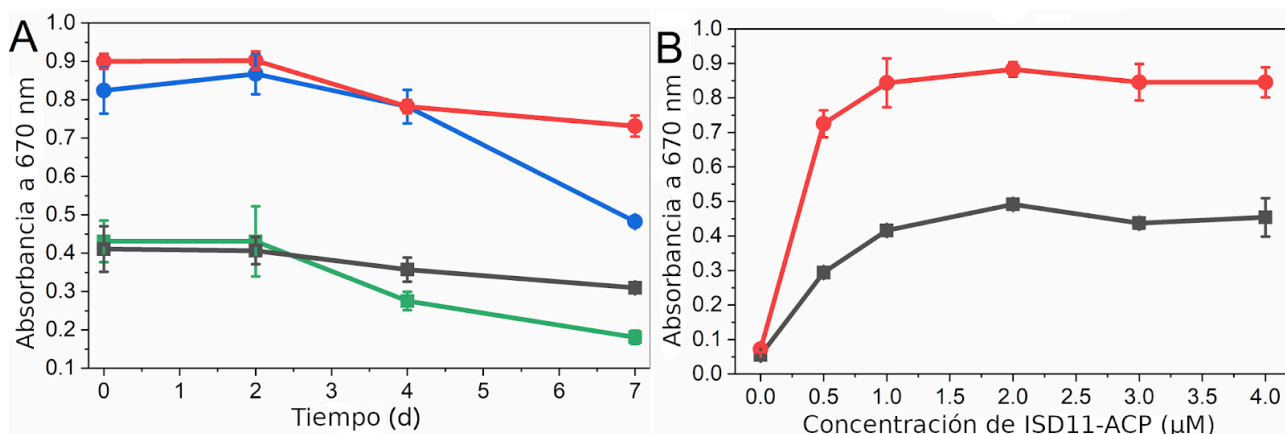 A
Absorbancia a 670 nm
1.0
0.9
0.8
0.7
0.6
0.5
0.4
0.3
0.2
0.1
0 1 2 3 4 5 6 7
Tiempo (d)
B
Absorbancia a 670 nm
1.0
0.9
0.8
0.7
0.6
0.5
0.4
0.3
0.2
0.1
0.0
0.0 0.5 1.0 1.5 2.0 2.5 3.0 3.5 4.0
Concentración de ISD11-ACP (μM)